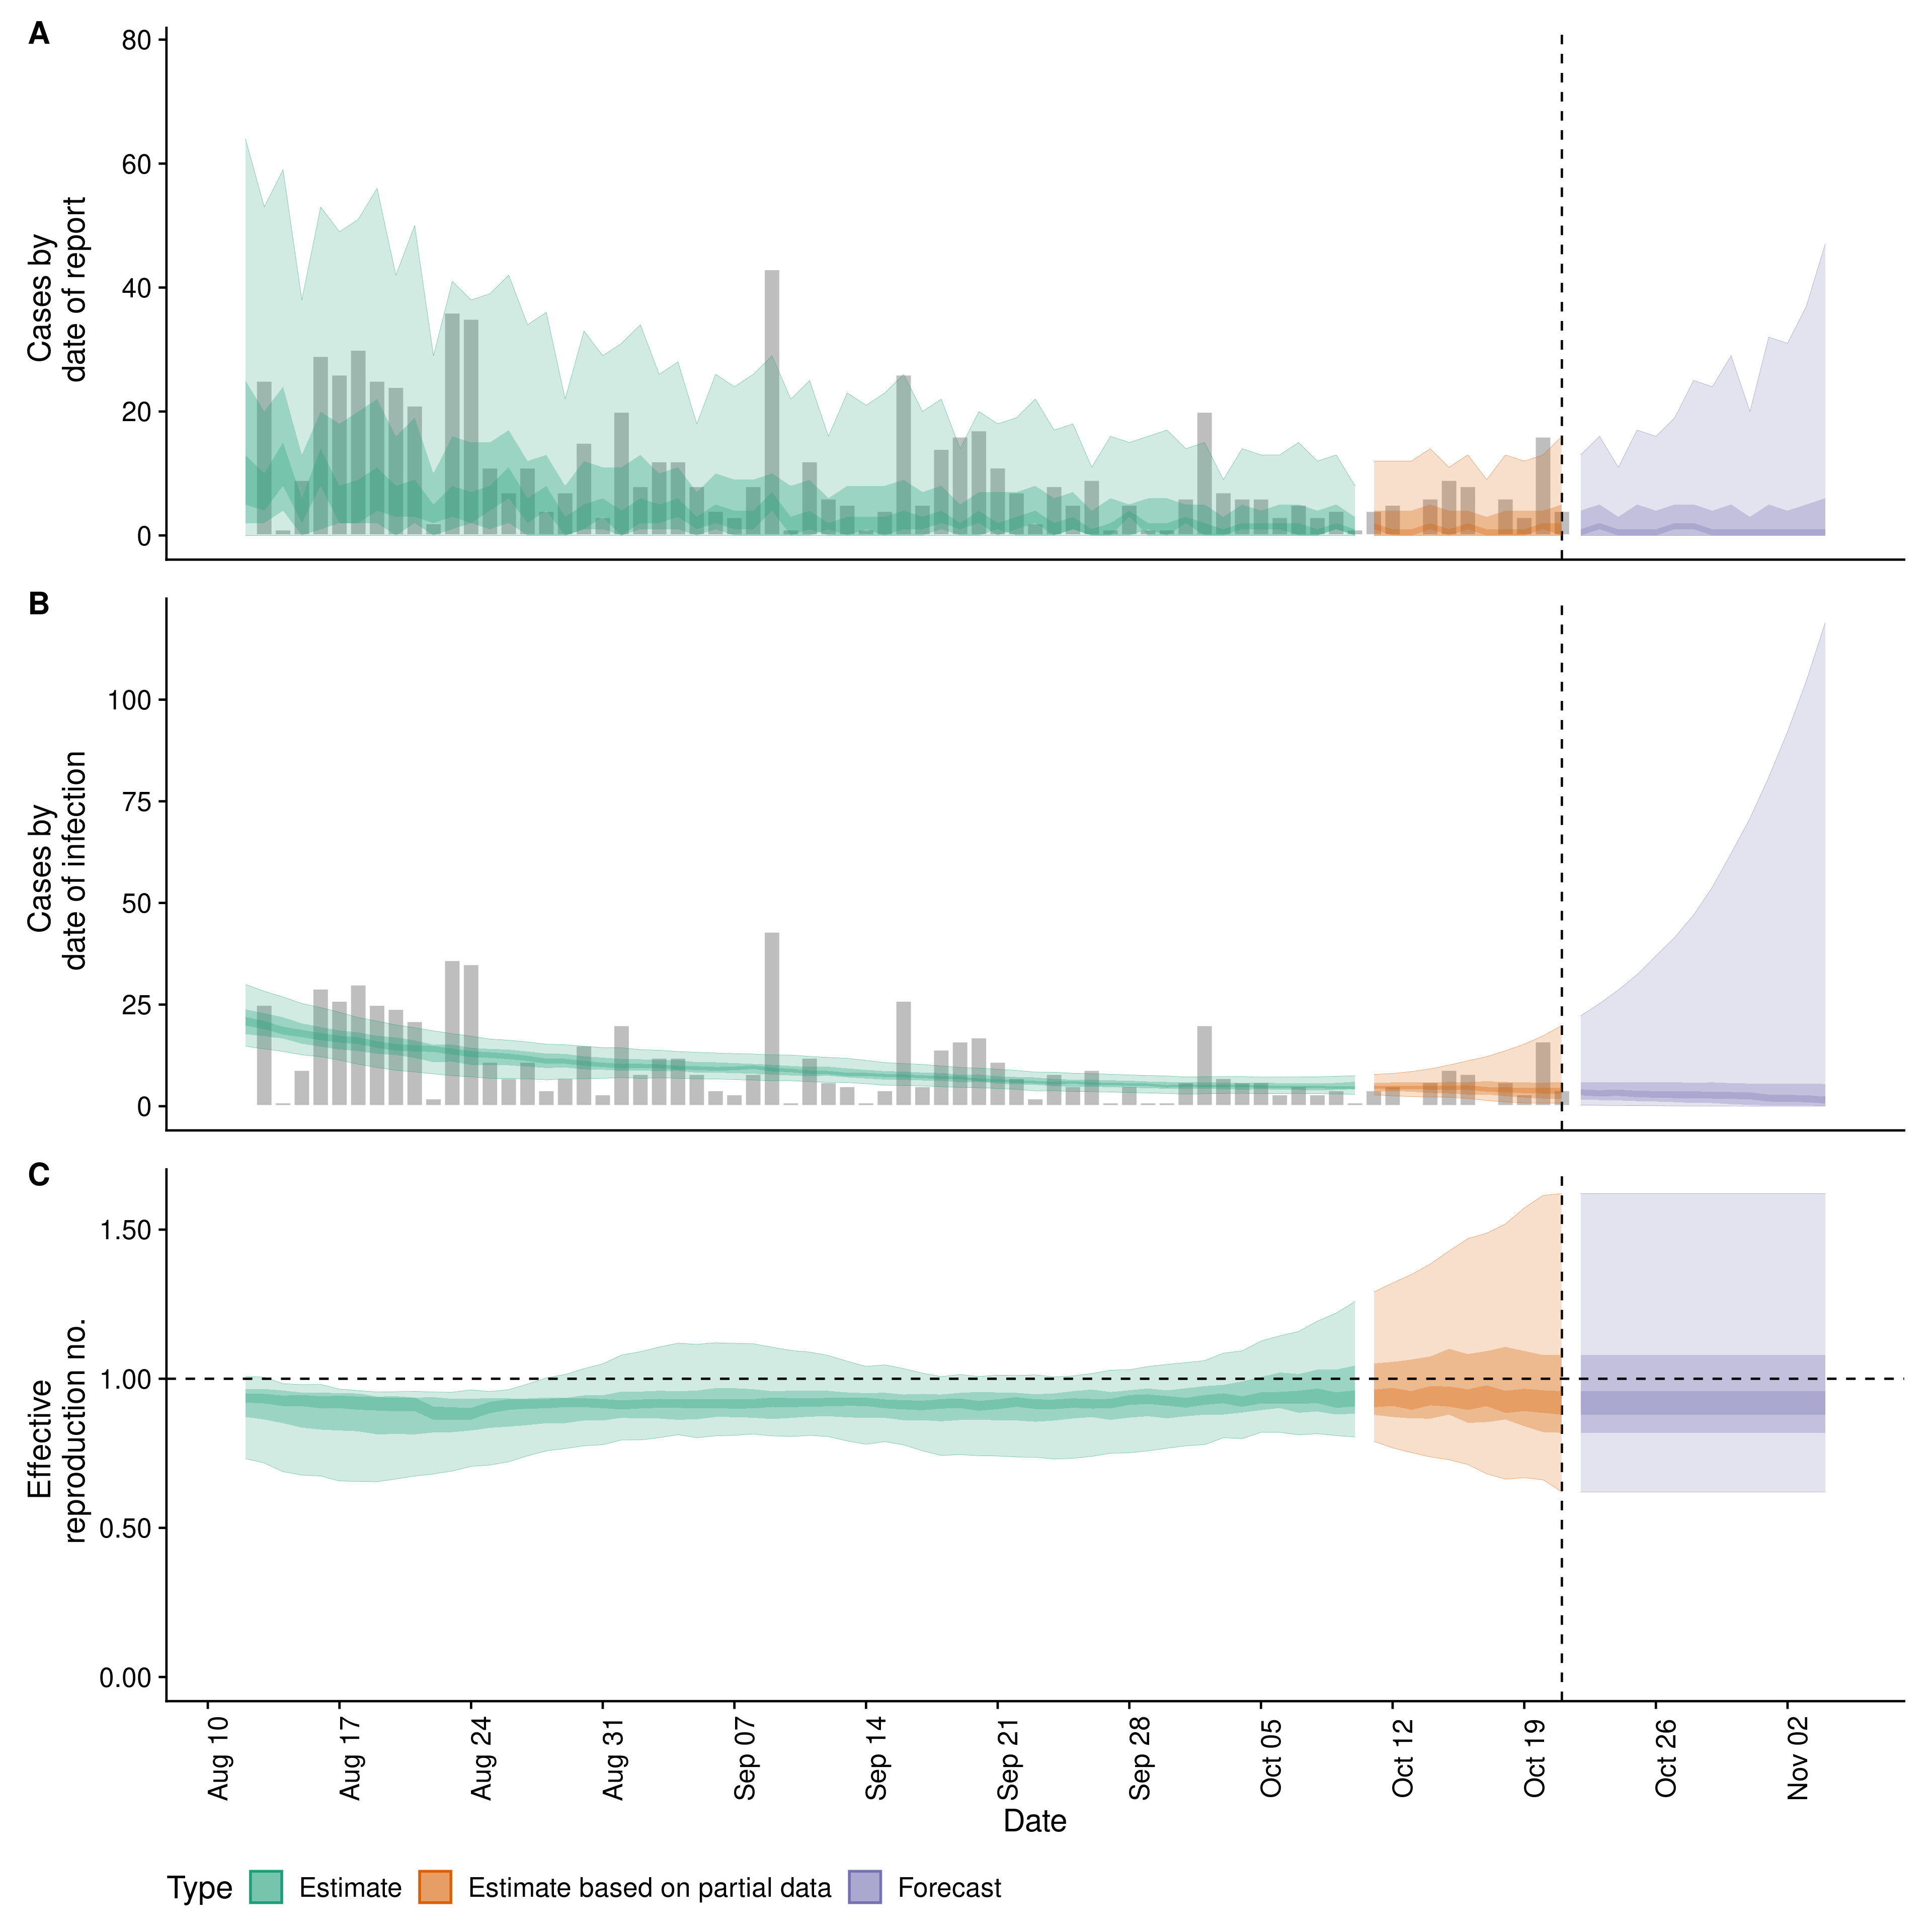 A
80
60
40
20
0
Cases by
date of report
B
100
75
50
25
0
Cases by
date of infection
C
1.50
1.00
0.50
0.00
Effective
reproduction no.
Aug 10
Aug 17
Aug 24
Aug 31
Sep 07
Sep 14
Sep 21
Sep 28
Oct 05
Oct 12
Oct 19
Oct 26
Nov 02
Date
Type Estimate Estimate based on partial data Forecast